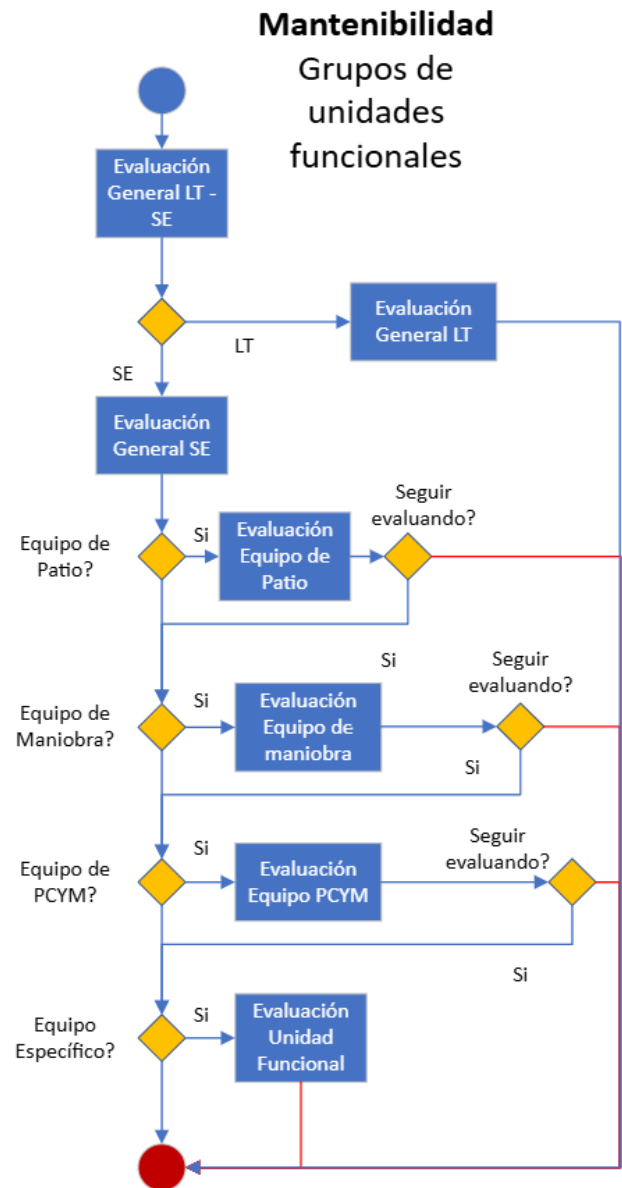 Mantenibilidad
Grupos de
unidades
funcionales
Evaluación
General LT -
SE
Evaluación
General LT
LT
SE
Evaluación
General SE
Equipo de
Patio?
Si
Evaluación
Equipo de
Patio
Seguir
evaluando?
Si
Equipo de
Maniobra?
Si
Evaluación
Equipo de
maniobra
Seguir
evaluando?
Si
Equipo de
PCYM?
Si
Evaluación
Equipo PCYM
Seguir
evaluando?
Si
Equipo
Específico?
Si
Evaluación
Unidad
Funcional